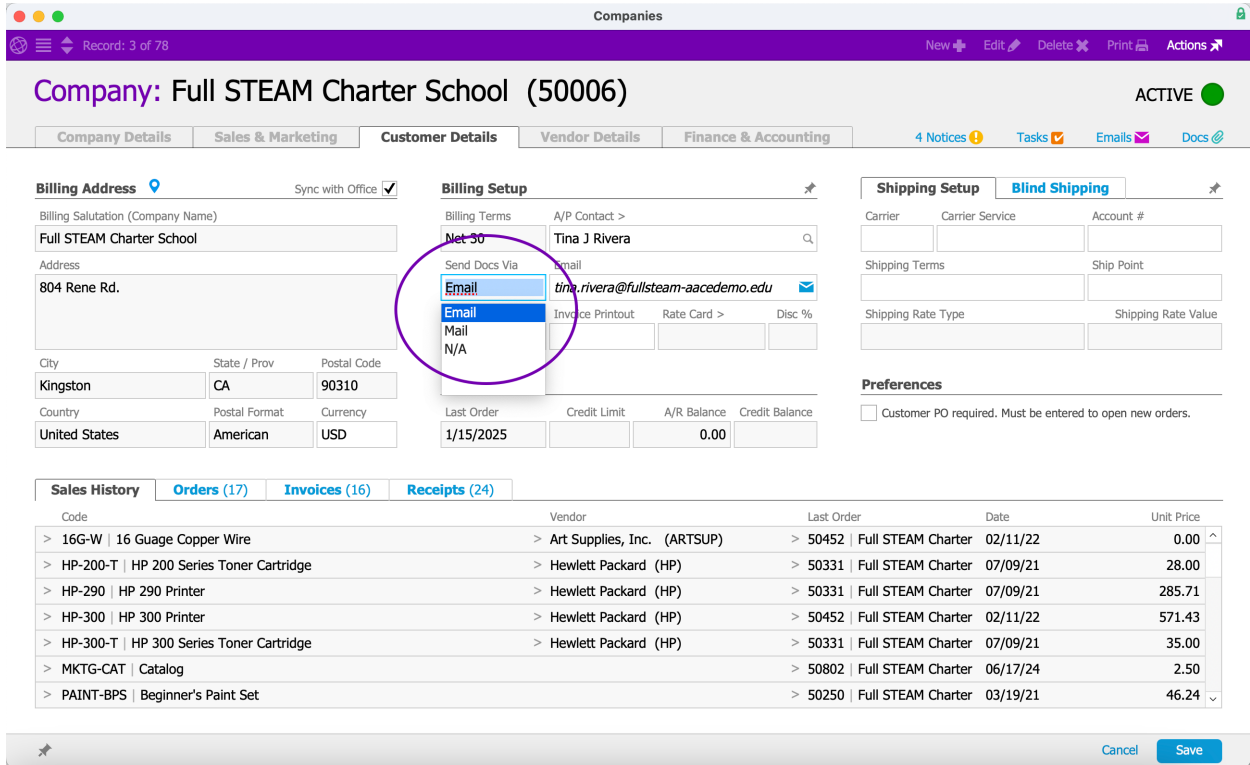 Companies
Record: 3 of 78
New Edit Delete Print Actions
Company: Full STEAM Charter School (50006)
ACTIVE
Company Details Sales & Marketing Customer Details Vendor Details Finance & Accounting
4 Notices Tasks Emails Docs
Billing Address Sync with Office
Billing Salutation (Company Name)
Full STEAM Charter School
Address
804 Rene Rd.
City State / Prov Postal Code
Kingston CA 90310
Country Postal Format Currency
United States American USD
Billing Setup
Billing Terms A/P Contact >
Net 30 Tina J Rivera
Send Docs Via Email
Email tina.rivera@fullsteam-aacedemo.edu
Email
Mail
N/A
Invoice Printout Rate Card > Disc %
Last Order Credit Limit A/R Balance Credit Balance
1/15/2025 0.00
Shipping Setup Blind Shipping
Carrier Carrier Service Account #
Shipping Terms Ship Point
Shipping Rate Type Shipping Rate Value
Preferences
Customer PO required. Must be entered to open new orders.
Sales History Orders (17) Invoices (16) Receipts (24)
Code Vendor Last Order Date Unit Price
> 16G-W | 16 Guage Copper Wire > Art Supplies, Inc. (ARTSUP) > 50452 | Full STEAM Charter 02/11/22 0.00
> HP-200-T | HP 200 Series Toner Cartridge > Hewlett Packard (HP) > 50331 | Full STEAM Charter 07/09/21 28.00
> HP-290 | HP 290 Printer > Hewlett Packard (HP) > 50331 | Full STEAM Charter 07/09/21 285.71
> HP-300 | HP 300 Printer > Hewlett Packard (HP) > 50452 | Full STEAM Charter 02/11/22 571.43
> HP-300-T | HP 300 Series Toner Cartridge > Hewlett Packard (HP) > 50331 | Full STEAM Charter 07/09/21 35.00
> MKTG-CAT | Catalog > 50802 | Full STEAM Charter 06/17/24 2.50
> PAINT-BPS | Beginner's Paint Set > 50250 | Full STEAM Charter 03/19/21 46.24
Cancel Save